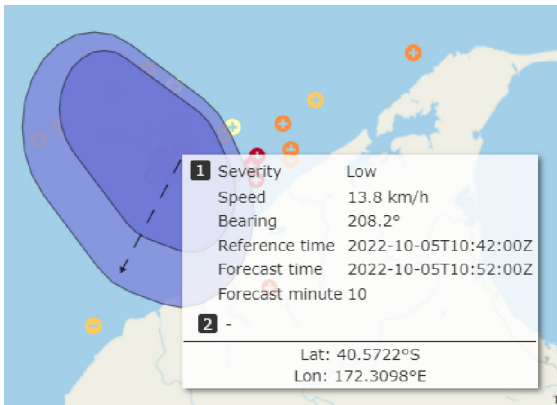 1 Severity Low
Speed 13.8 km/h
Bearing 208.2°
Reference time 2022-10-05T10:42:00Z
Forecast time 2022-10-05T10:52:00Z
Forecast minute 10
2 -
Lat: 40.5722°S
Lon: 172.3098°E